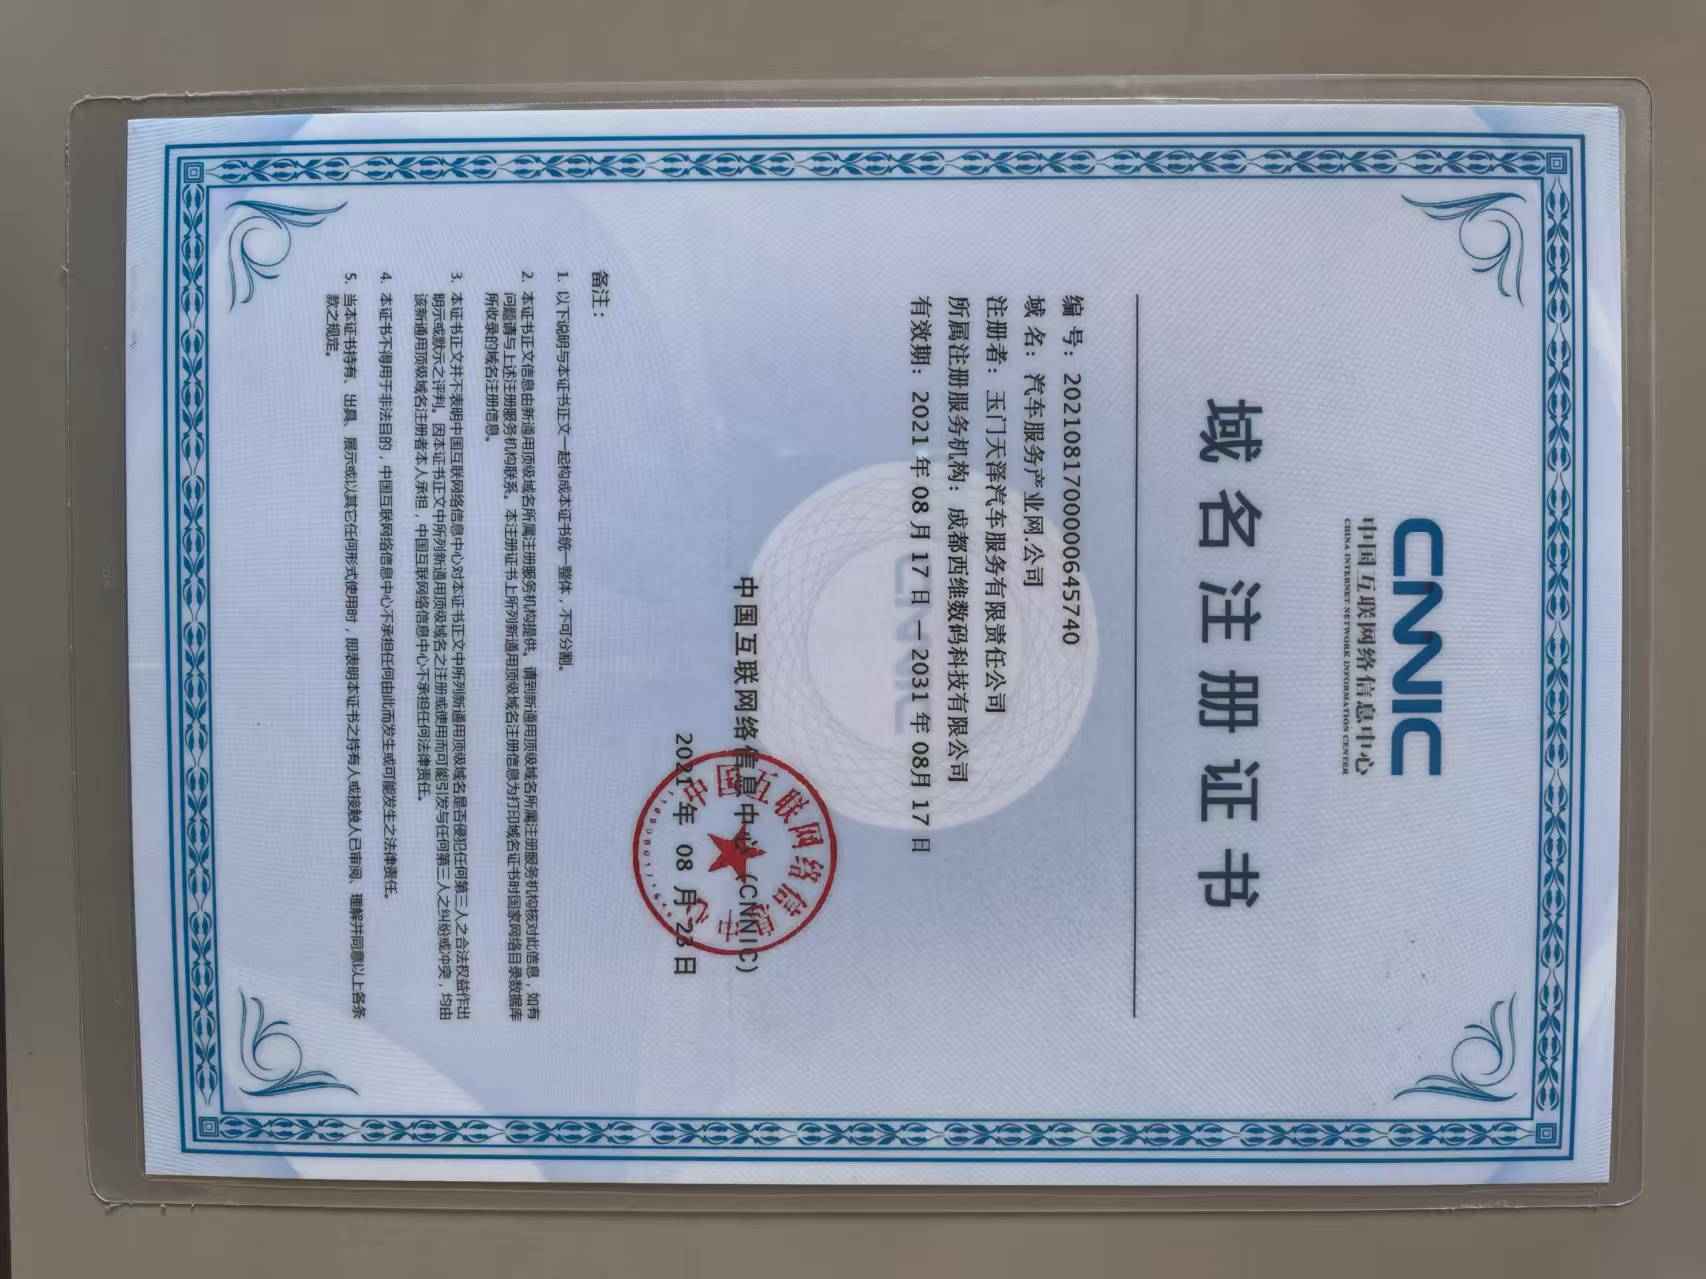 CNNIC
中国互联网络信息中心
CHINA INTERNET NETWORK INFORMATION CENTER
域名注册证书
编 号：20210817000006457​40
域 名：汽车服务产业网.公司
注册者：玉门天泽汽车服务有限责任公司
所属注册服务机构：成都西维数码科技有限公司
有效期：2021 年 08 月 17 日 - 2031 年 08月 17 日
CNNIC
中国互联网络信息中心（CNNIC）
2021 年 08 月 23 日
中国互联网络信息中心
备注：
1. 以下说明与本证书正文一起构成本证书统一整体，不可分割。
2. 本证书正文信息由新通用顶级域名所属注册服务机构提供。请到新通用顶级域名所属注册服务机构核对此信息，如有
问题请与上述注册服务机构联系。本注册证书上所列新通用顶级域名注册信息为打印域名证书时国家网络目录数据库
所收录的域名注册信息。
3. 本证书正文并不表明中国互联网络信息中心对本证书正文中所列新通用顶级域名是否侵犯任何第三人之合法权益作出
明示或默示之评判。因本证书正文中所列新通用顶级域名之注册或使用而可能引发与任何第三人之纠纷或冲突，均由
该新通用顶级域名注册者本人承担，中国互联网络信息中心不承担任何法律责任。
4. 本证书不得用于非法目的，中国互联网络信息中心不承担任何由此而发生或可能发生之法律责任。
5. 当本证书持有、出具、展示或以其它任何形式使用时，即表明本证书之持有人或接触人已审阅、理解并同意以上各条
款之规定。